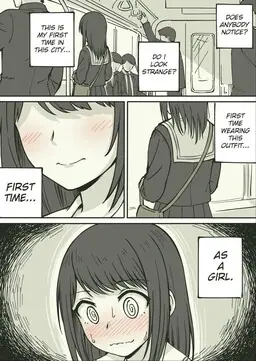 DOES
ANYBODY
NOTICE?
DO I
LOOK
STRANGE?
THIS IS
MY FIRST
TIME IN
THIS CITY...
FIRST
TIME
WEARING
THIS
OUTFIT...
FIRST
TIME...
AS
A
GIRL.